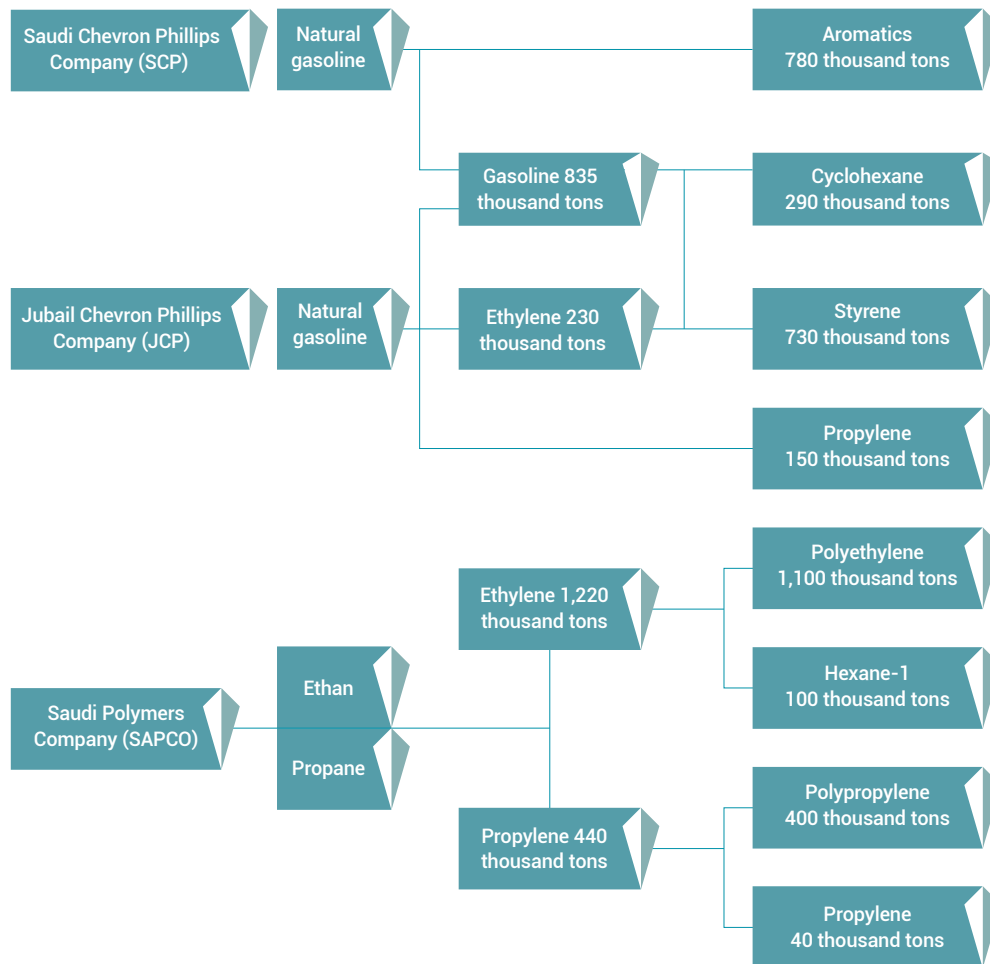 Saudi Chevron Phillips
Company (SCP)
Natural
gasoline
Aromatics
780 thousand tons
Gasoline 835
thousand tons
Cyclohexane
290 thousand tons
Jubail Chevron Phillips
Company (JCP)
Natural
gasoline
Ethylene 230
thousand tons
Styrene
730 thousand tons
Propylene
150 thousand tons
Polyethylene
1,100 thousand tons
Ethylene 1,220
thousand tons
Hexane-1
100 thousand tons
Saudi Polymers
Company (SAPCO)
Ethan
Propane
Polypropylene
400 thousand tons
Propylene 440
thousand tons
Propylene
40 thousand tons